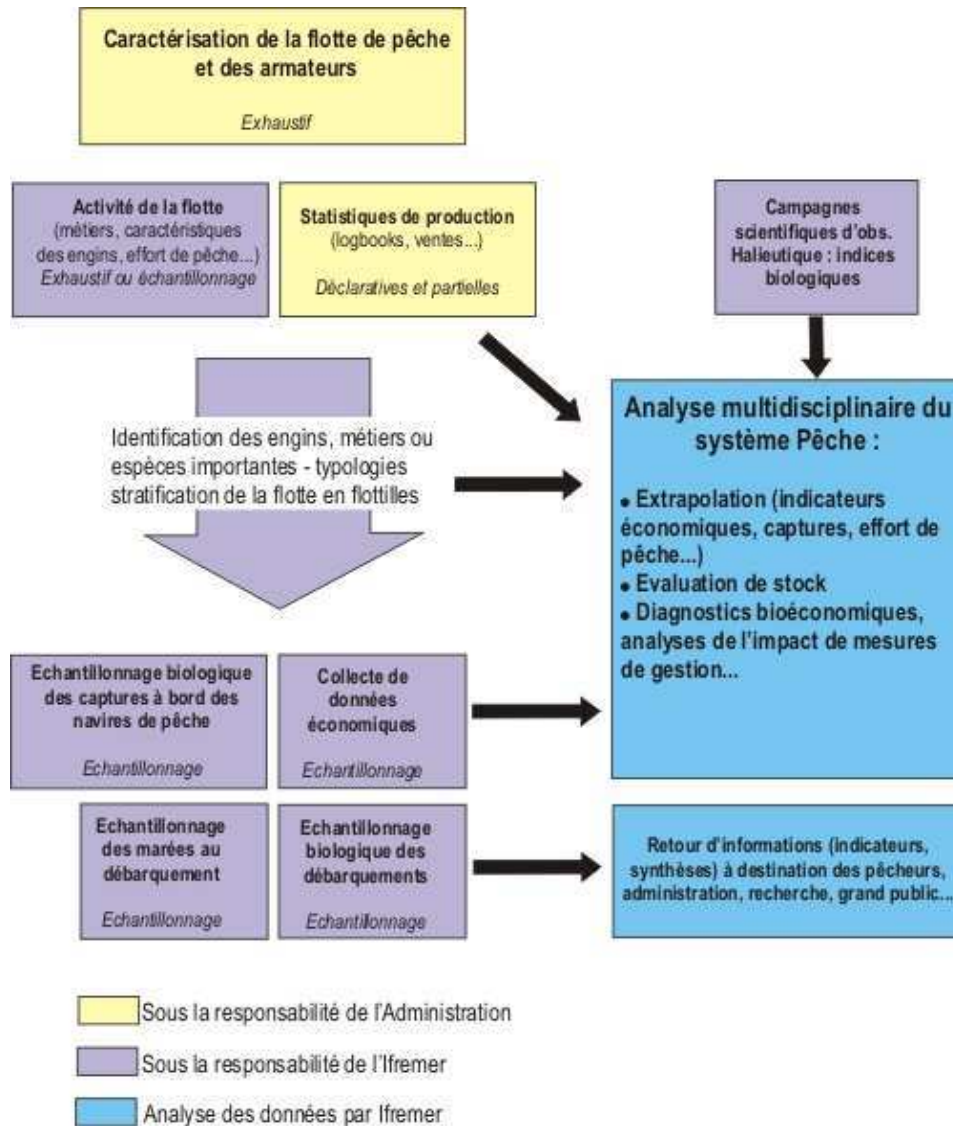 Caractérisation de la flotte de pêche
et des armateurs
Exhaustif
Activité de la flotte
(métiers, caractéristiques
des engins, effort de pêche...)
Exhaustif ou échantillonnage
Statistiques de production
(logbooks, ventes...)
Déclaratives et partielles
Campagnes
scientifiques d'obs.
Halieutique : indices
biologiques
Identification des engins, métiers ou
espèces importantes - typologies
stratification de la flotte en flottilles
Analyse multidisciplinaire du
système Pêche :
• Extrapolation (indicateurs
économiques, captures, effort de
pêche...)
• Evaluation de stock
• Diagnostics bioéconomiques,
analyses de l'impact de mesures
de gestion...
Echantillonnage biologique
des captures à bord des
navires de pêche
Echantillonnage
Collecte de
données
économiques
Echantillonnage
Echantillonnage
des marées au
débarquement
Echantillonnage
Echantillonnage
biologique des
débarquements
Echantillonnage
Retour d'informations (indicateurs,
synthèses) à destination des pêcheurs,
administration, recherche, grand public...
Sous la responsabilité de l'Administration
Sous la responsabilité de l'Ifremer
Analyse des données par Ifremer